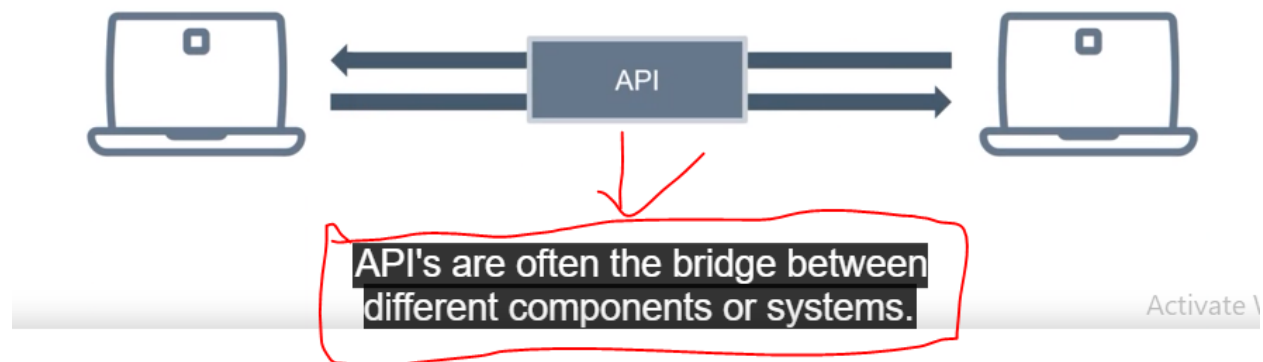 API
API's are often the bridge between
different components or systems.
Activate